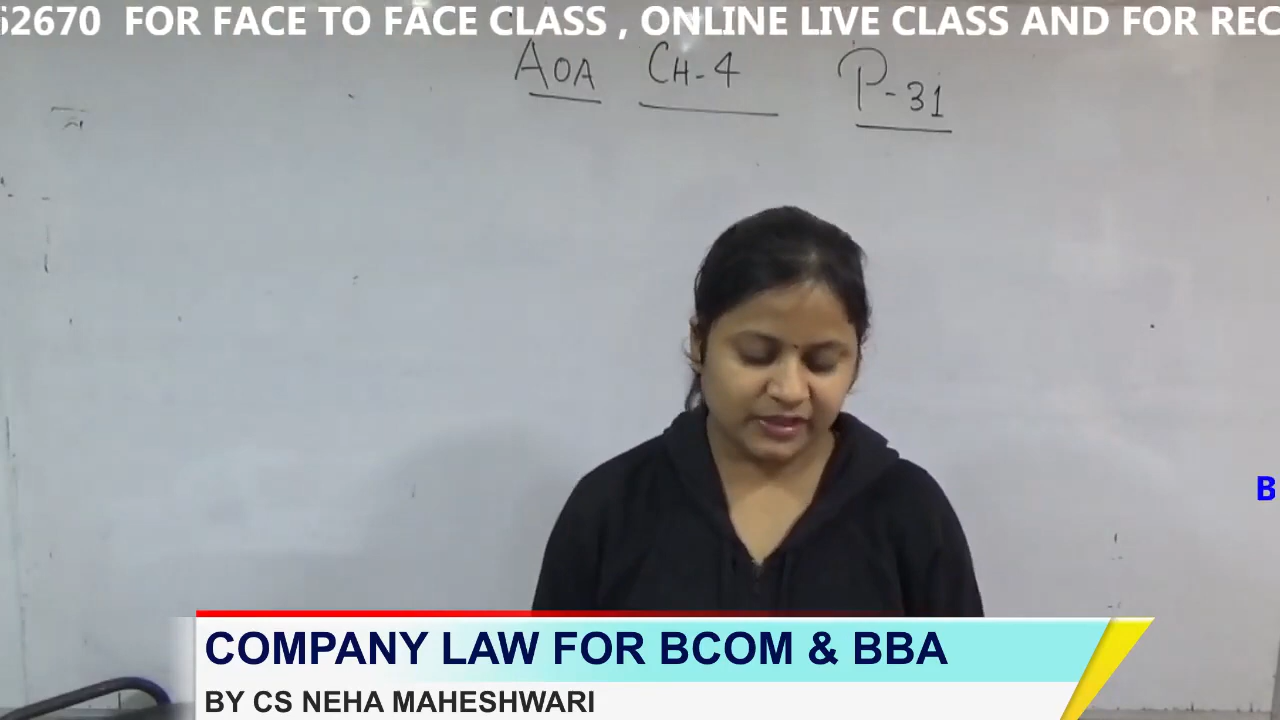 62670 FOR FACE TO FACE CLASS , ONLINE LIVE CLASS AND FOR REC
AOA CH-4 P-31
B
COMPANY LAW FOR BCOM & BBA
BY CS NEHA MAHESHWARI